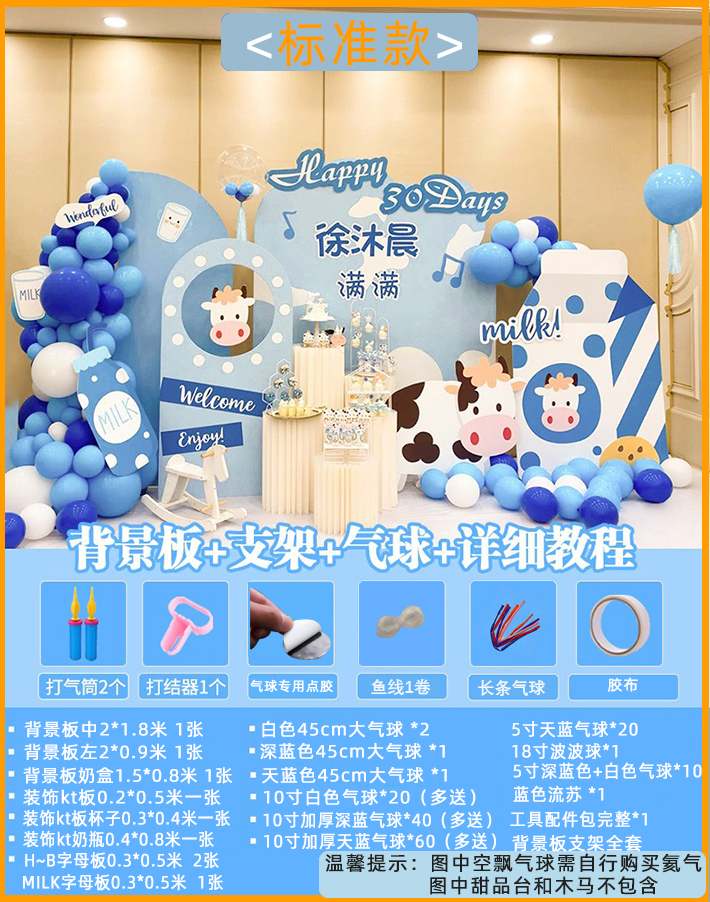 <标准款>
Happy
30 Days
Wonderful
徐沐晨
满满
MILK
milk!
MILK
Welcome
Enjoy!
背景板+支架+气球+详细教程
打气筒2个
打结器1个
气球专用点胶
鱼线1卷
长条气球
胶布
背景板中2*1.8米 1张
背景板左2*0.9米 1张
背景板奶盒1.5*0.8米 1张
装饰kt板0.2*0.5米一张
装饰kt板杯子0.3*0.4米一张
装饰kt奶瓶0.4*0.8米一张
H~B字母板0.3*0.5米 2张
MILK字母板0.3*0.5米 1张
白色45cm大气球 *2
深蓝色45cm大气球 *1
天蓝色45cm大气球 *1
10寸白色气球*20（多送）
10寸加厚深蓝气球*40（多送）
10寸加厚天蓝气球*60（多送）
5寸天蓝气球*20
18寸波波球*1
5寸深蓝色+白色气球*10
蓝色流苏 *1
工具配件包完整*1
背景板支架全套
温馨提示：图中空飘气球需自行购买氦气
图中甜品台和木马不包含